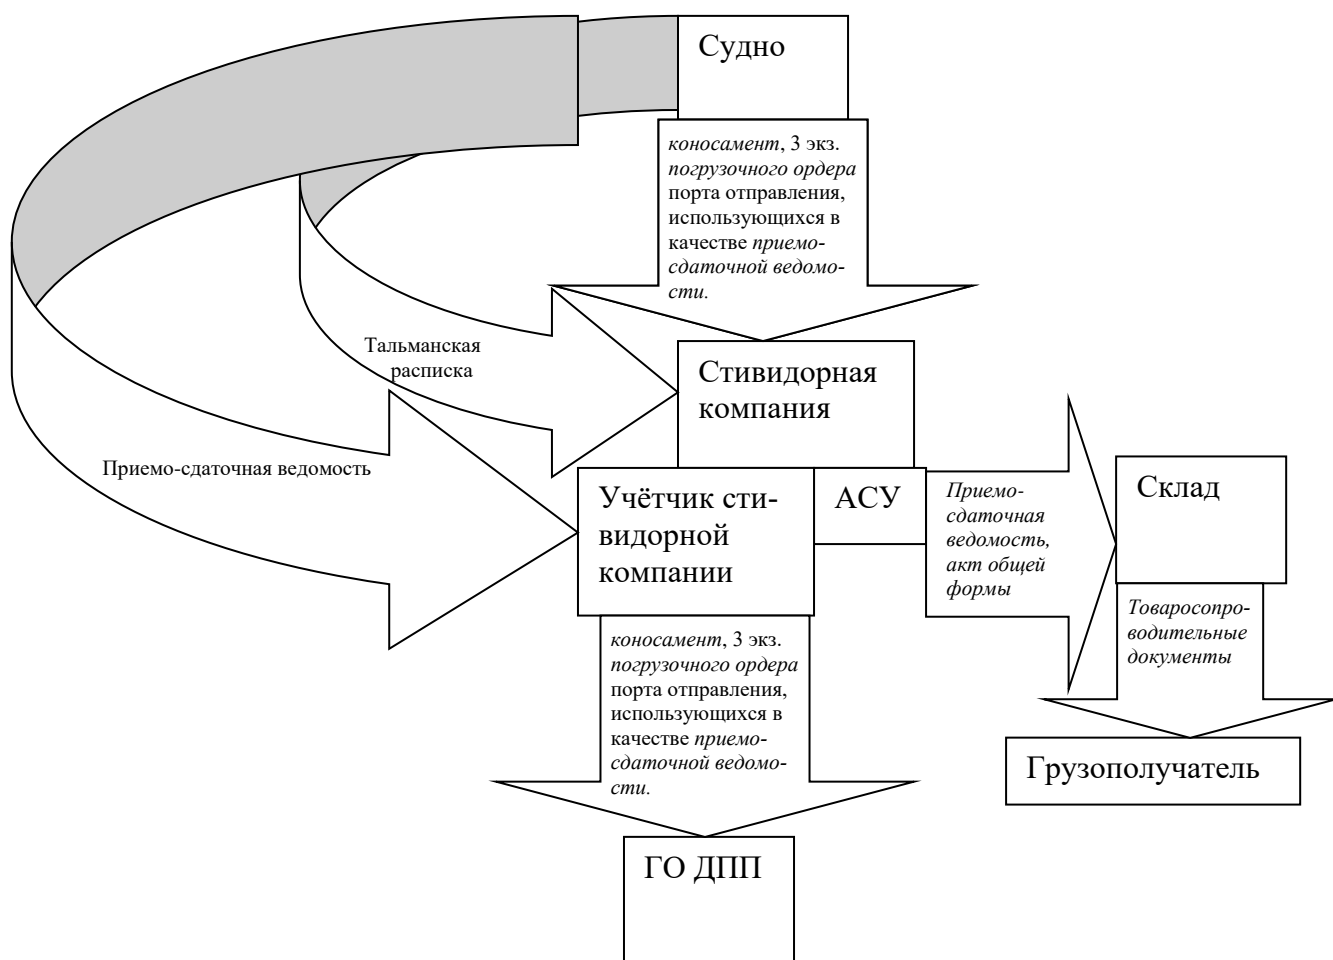 Судно
коносамент, 3 экз.
погрузочного ордера
порта отправления,
использующихся в
качестве приемо-
сдаточной ведомо-
сти.
Тальманская
расписка
Стивидорная
компания
Приемо-сдаточная ведомость
Учётчик сти-
видорной
компании
АСУ
Приемо-
сдаточная
ведомость,
акт общей
формы
Склад
Товаросопро-
водительные
документы
коносамент, 3 экз.
погрузочного ордера
порта отправления,
использующихся в
качестве приемо-
сдаточной ведомо-
сти.
Грузополучатель
ГО ДПП